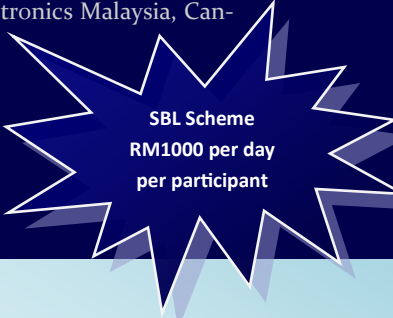 tronics Malaysia, Can-
SBL Scheme
RM1000 per day
per participant